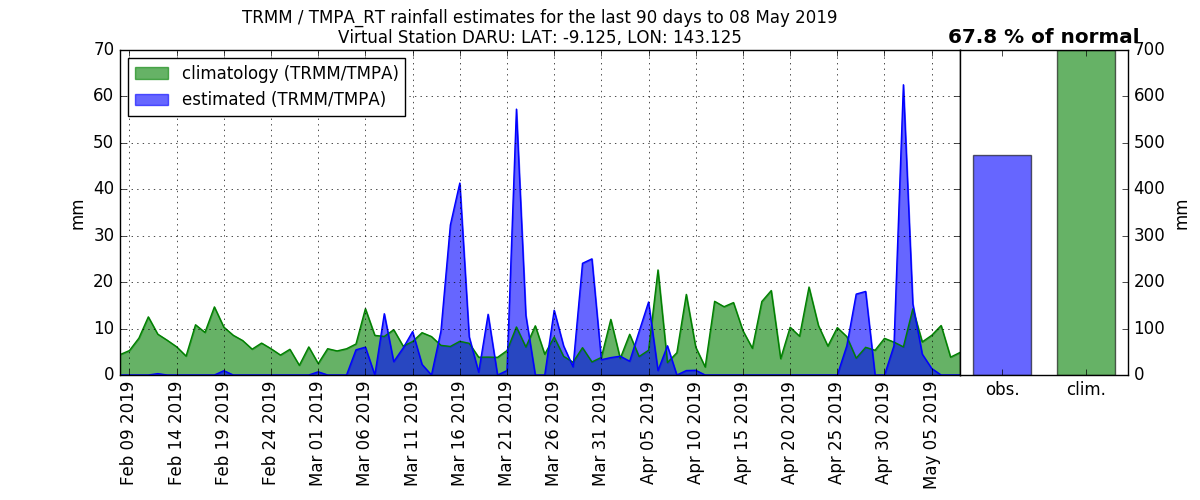 TRMM / TMPA_RT rainfall estimates for the last 90 days to 08 May 2019
Virtual Station DARU: LAT: -9.125, LON: 143.125
67.8 % of normal
climatology (TRMM/TMPA)
estimated (TRMM/TMPA)
mm
70
60
50
40
30
20
10
0
Feb 09 2019
Feb 14 2019
Feb 19 2019
Feb 24 2019
Mar 01 2019
Mar 06 2019
Mar 11 2019
Mar 16 2019
Mar 21 2019
Mar 26 2019
Mar 31 2019
Apr 05 2019
Apr 10 2019
Apr 15 2019
Apr 20 2019
Apr 25 2019
Apr 30 2019
May 05 2019
obs.
clim.
700
600
500
400
300
200
100
0
mm